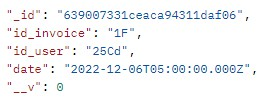 "_id": "639007331ceaca94311daf06",
"id_invoice": "1F",
"id_user": "25Cd",
"date": "2022-12-06T05:00:00.000Z",
"__v": 0